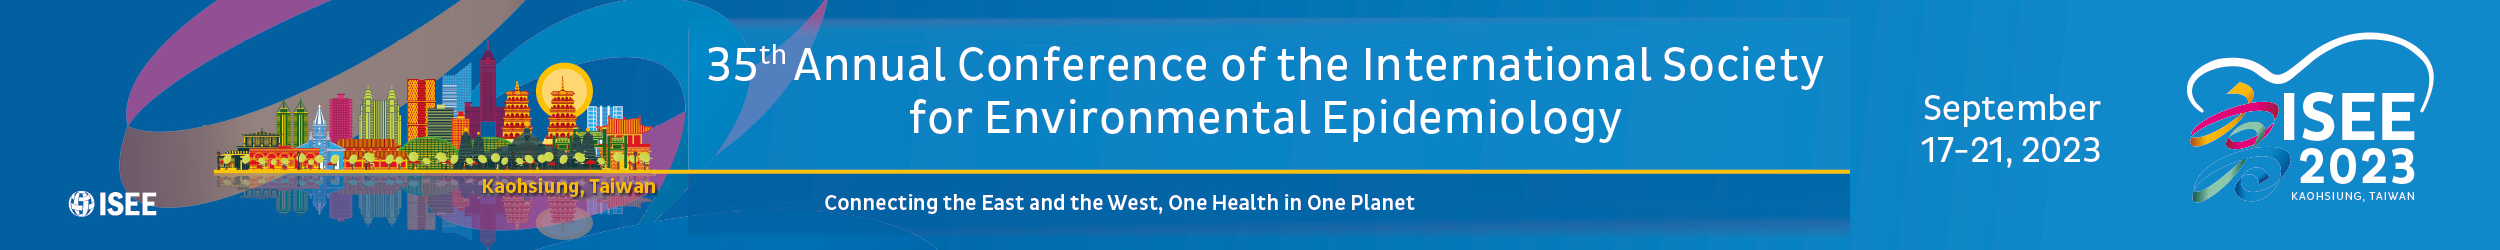 35th Annual Conference of the International Society
for Environmental Epidemiology
Kaohsiung, Taiwan
ISEE
Connecting the East and the West, One Health in One Planet
September
17-21, 2023
ISEE
2023
KAOHSIUNG, TAIWAN